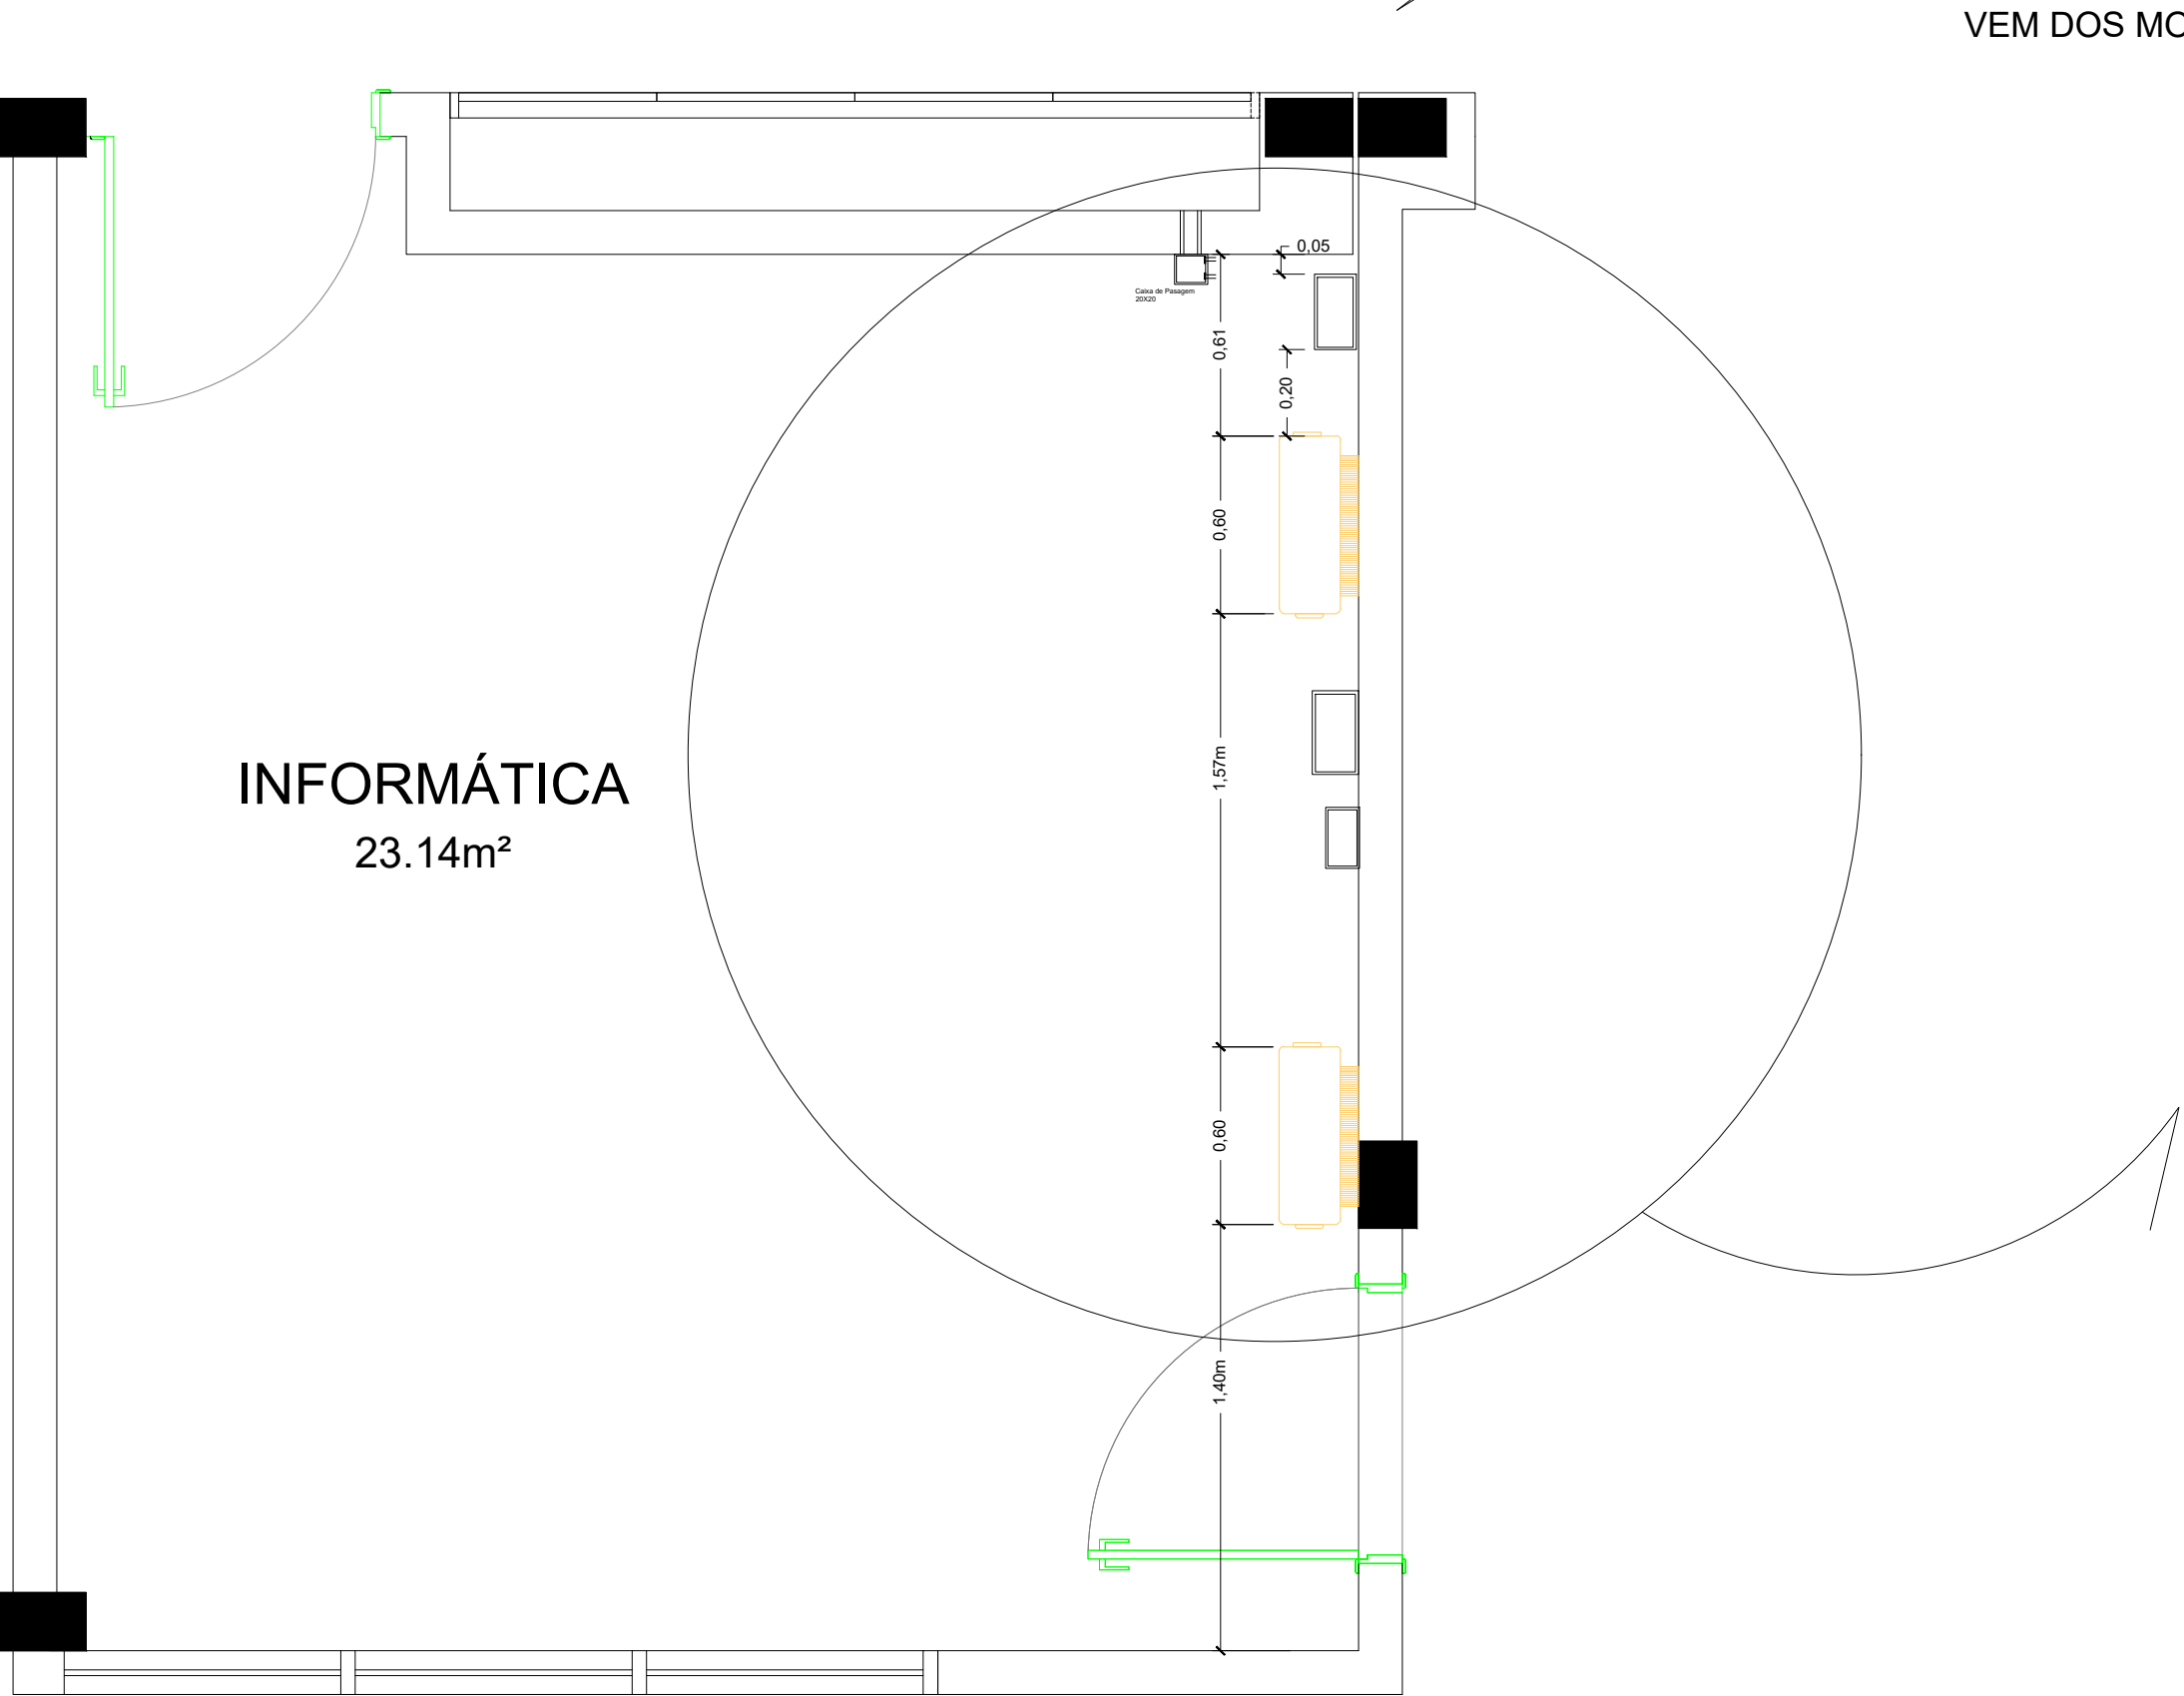 VEM DOS MO
0,05
Caixa de Pasagem
20X20
0,61
0,20
0,60
1,57m
INFORMÁTICA
23.14m²
0,60
1,40m